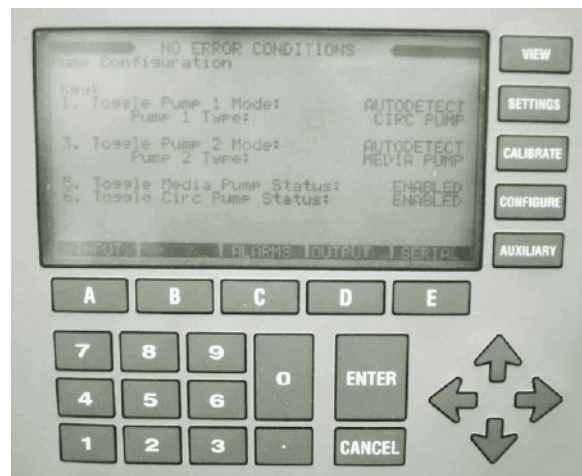 NO ERROR CONDITIONS
Pump Configuration
Key:
1. Toggle Pump 1 Mode: AUTODETECT
Pump 1 Type: CIRC PUMP
3. Toggle Pump 2 Mode: AUTODETECT
Pump 2 Type: MEDIA PUMP
5. Toggle Media Pump Status: ENABLED
6. Toggle Circ Pump Status: ENABLED
INPUT ALARMS OUTPUT SERIAL
VIEW
SETTINGS
CALIBRATE
CONFIGURE
AUXILIARY
A B C D E
7 8 9
4 5 6 0 ENTER
1 2 3 . CANCEL